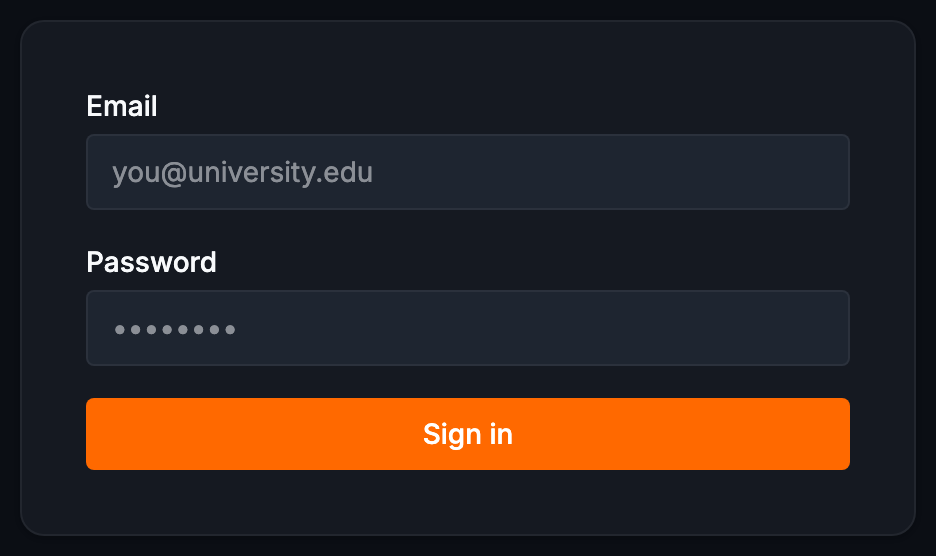 Email
you@university.edu
Password
••••••••
Sign in